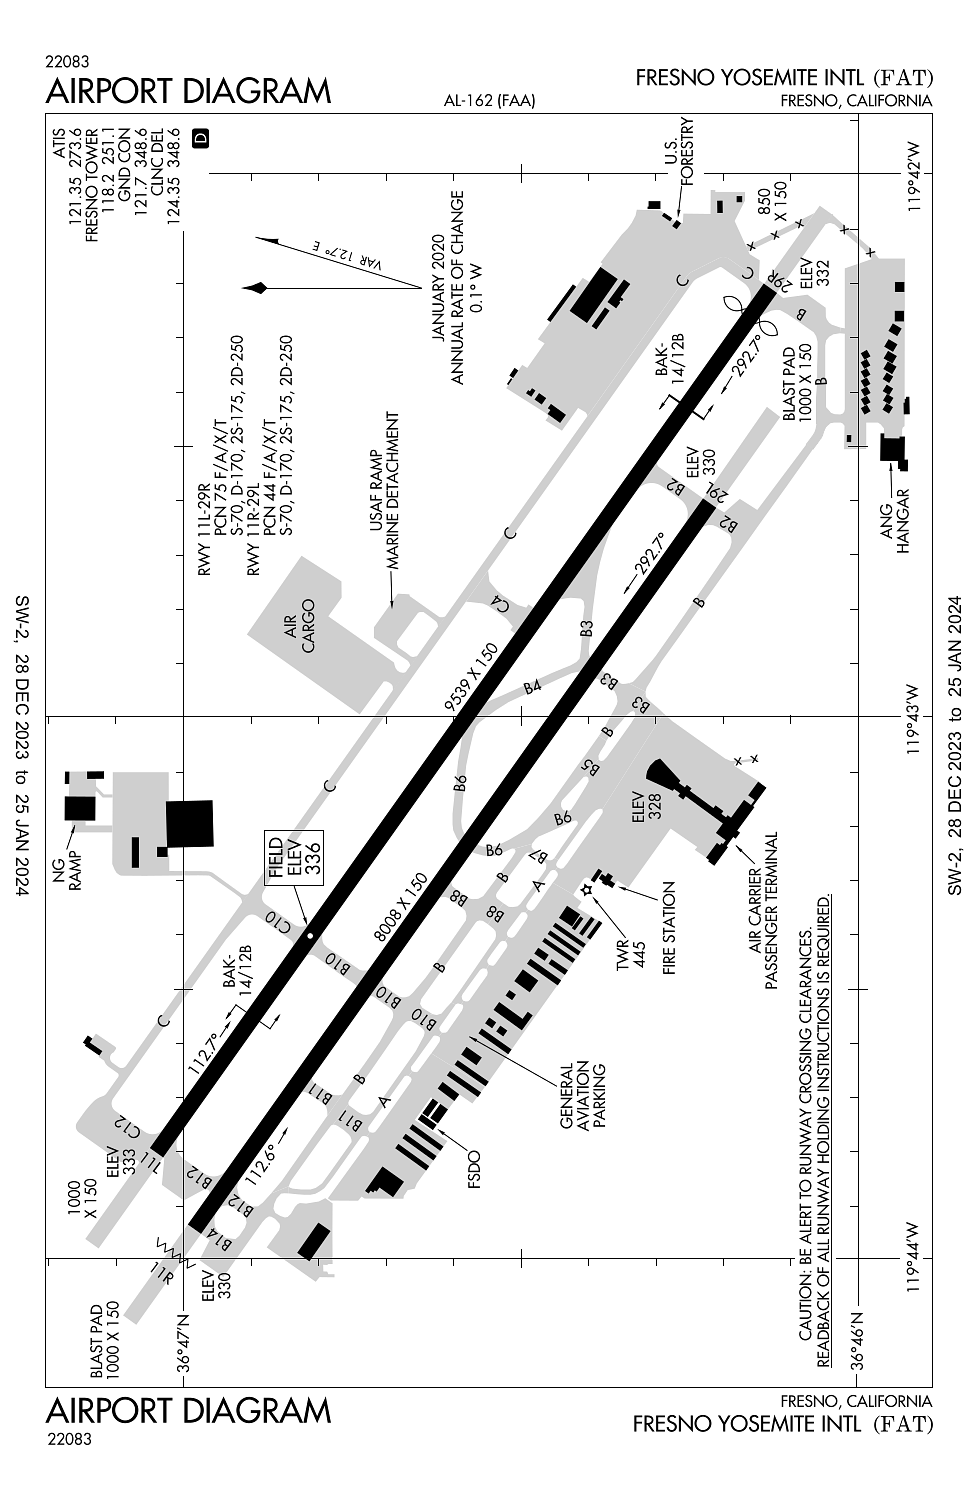 22083
AIRPORT DIAGRAM
AL-162 (FAA)
FRESNO YOSEMITE INTL (FAT)
FRESNO, CALIFORNIA
ATIS
121.35 273.6
FRESNO TOWER
118.2 251.1
GND CON
121.7 348.6
CLNC DEL
124.35 348.6
D
VAR 12.7° E
JANUARY 2020
ANNUAL RATE OF CHANGE
0.1° W
U.S.
FORESTRY
850
X 150
119°42'W
RWY 11L-29R
PCN 75 F/A/X/T
S-70, D-170, 2S-175, 2D-250
RWY 11R-29L
PCN 44 F/A/X/T
S-70, D-170, 2S-175, 2D-250
USAF RAMP
MARINE DETACHMENT
C
C
29R
ELEV
332
B
BAK-
14/12B
292.7°
BLAST PAD
1000 X 150
B
ELEV
330
B2
29L
B2
ANG
HANGAR
C
292.7°
AIR
CARGO
C4
B3
B
9539 X 150
B4
B3
B3
119°43'W
C
B6
B
B5
ELEV
328
NG
RAMP
FIELD
ELEV
336
B6
B6
B7
B
A
8008 X 150
B8
B8
C10
B10
B10
B10
B
TWR
445
FIRE STATION
AIR CARRIER
PASSENGER TERMINAL
BAK-
14/12B
C
112.7°
B
A
B11
B11
GENERAL
AVIATION
PARKING
FSDO
C12
11L
ELEV
333
B12
B12
B14
112.6°
1000
X 150
11R
ELEV
330
BLAST PAD
1000 X 150
36°47'N
36°46'N
119°44'W
CAUTION: BE ALERT TO RUNWAY CROSSING CLEARANCES.
READBACK OF ALL RUNWAY HOLDING INSTRUCTIONS IS REQUIRED.
SW-2, 28 DEC 2023 to 25 JAN 2024
SW-2, 28 DEC 2023 to 25 JAN 2024
AIRPORT DIAGRAM
22083
FRESNO, CALIFORNIA
FRESNO YOSEMITE INTL (FAT)